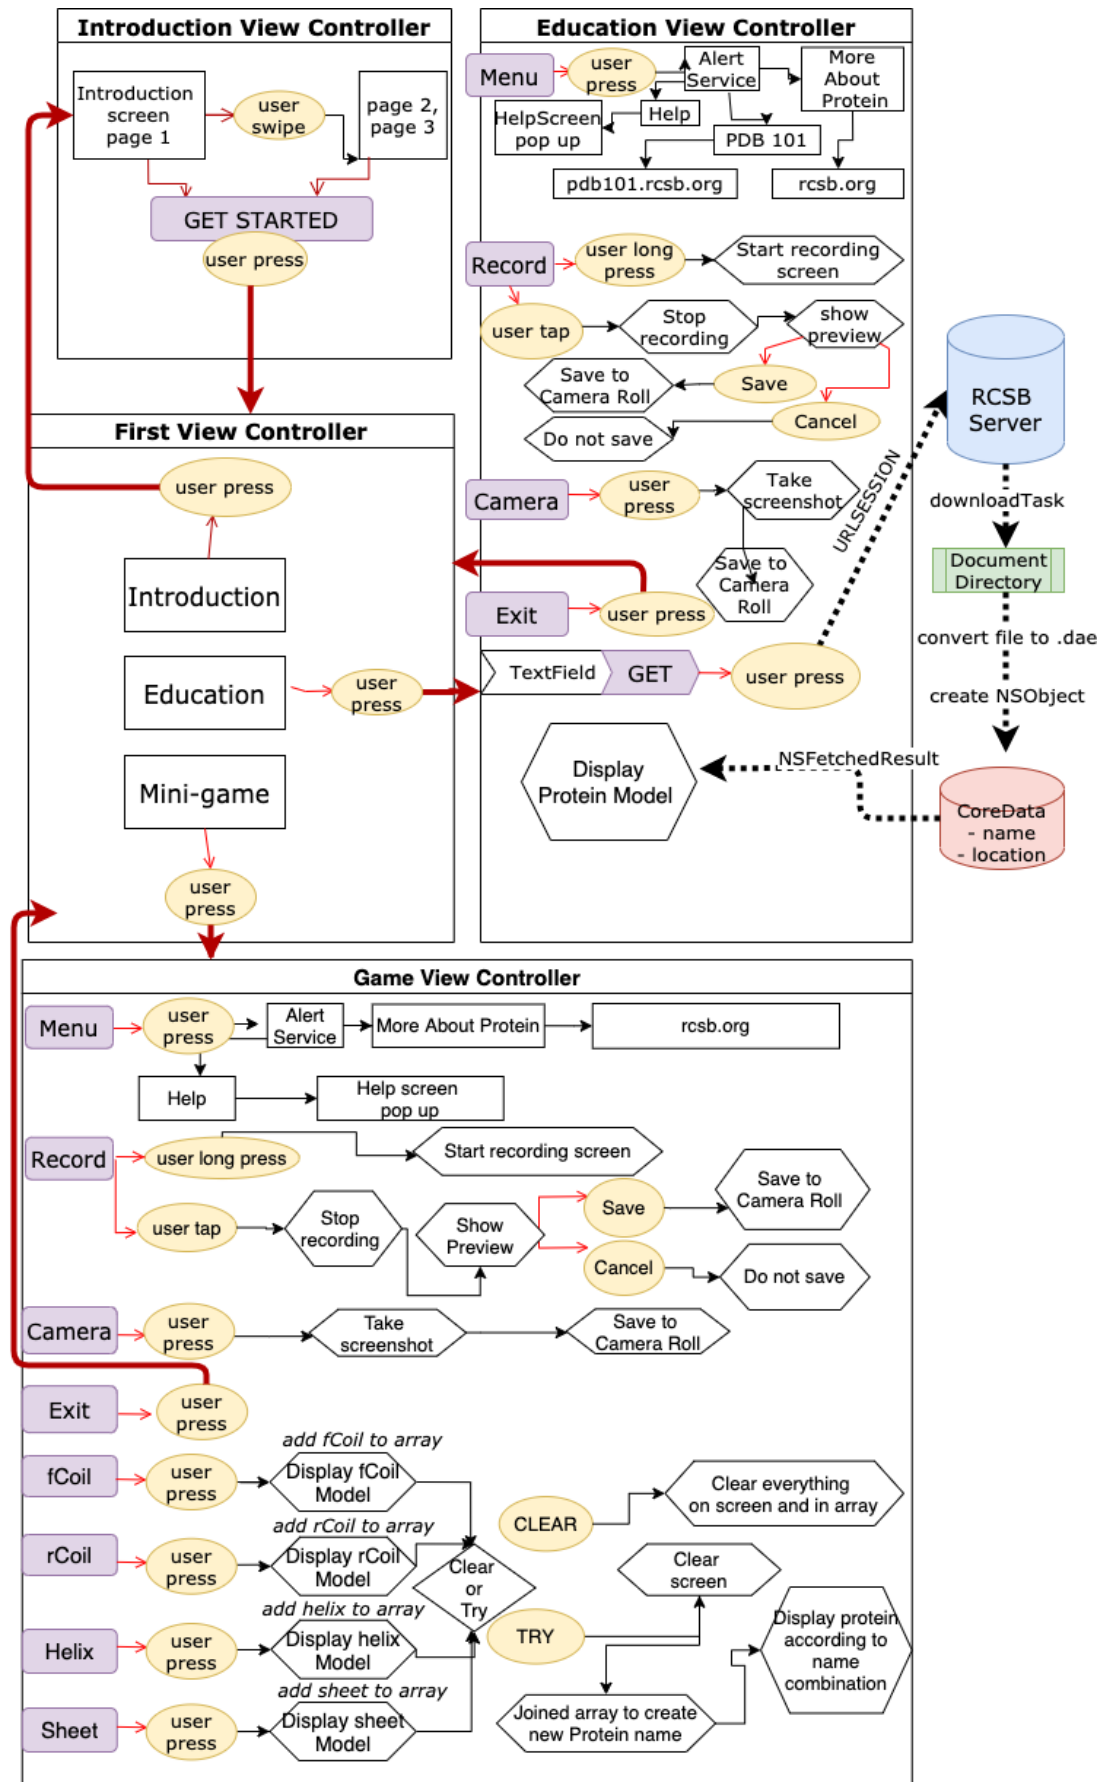 Introduction View Controller
Introduction
screen
page 1
user
swipe
page 2,
page 3
GET STARTED
user press
Education View Controller
Menu
user
press
Alert
Service
More
About
Protein
HelpScreen
pop up
Help
PDB 101
pdb101.rcsb.org
rcsb.org
Record
user long
press
Start recording
screen
user tap
Stop
recording
show
preview
Save to
Camera Roll
Save
Do not save
Cancel
Camera
user
press
Take
screenshot
Save to
Camera
Roll
Exit
user press
TextField
GET
user press
Display
Protein Model
URLSESSION
RCSB
Server
downloadTask
Document
Directory
convert file to .dae
create NSObject
NSFetchedResult
CoreData
- name
- location
First View Controller
user press
Introduction
Education
user
press
Mini-game
user
press
Game View Controller
Menu
user
press
Alert
Service
More About Protein
rcsb.org
Help
Help screen
pop up
Record
user long press
Start recording screen
user tap
Stop
recording
Show
Preview
Save
Save to
Camera Roll
Cancel
Do not save
Camera
user
press
Take
screenshot
Save to
Camera Roll
Exit
user
press
add fCoil to array
fCoil
user
press
Display fCoil
Model
add rCoil to array
rCoil
user
press
Display rCoil
Model
add helix to array
Helix
user
press
Display helix
Model
add sheet to array
Sheet
user
press
Display sheet
Model
Clear
or
Try
CLEAR
Clear everything
on screen and in array
TRY
Clear
screen
Joined array to create
new Protein name
Display protein
according to
name
combination